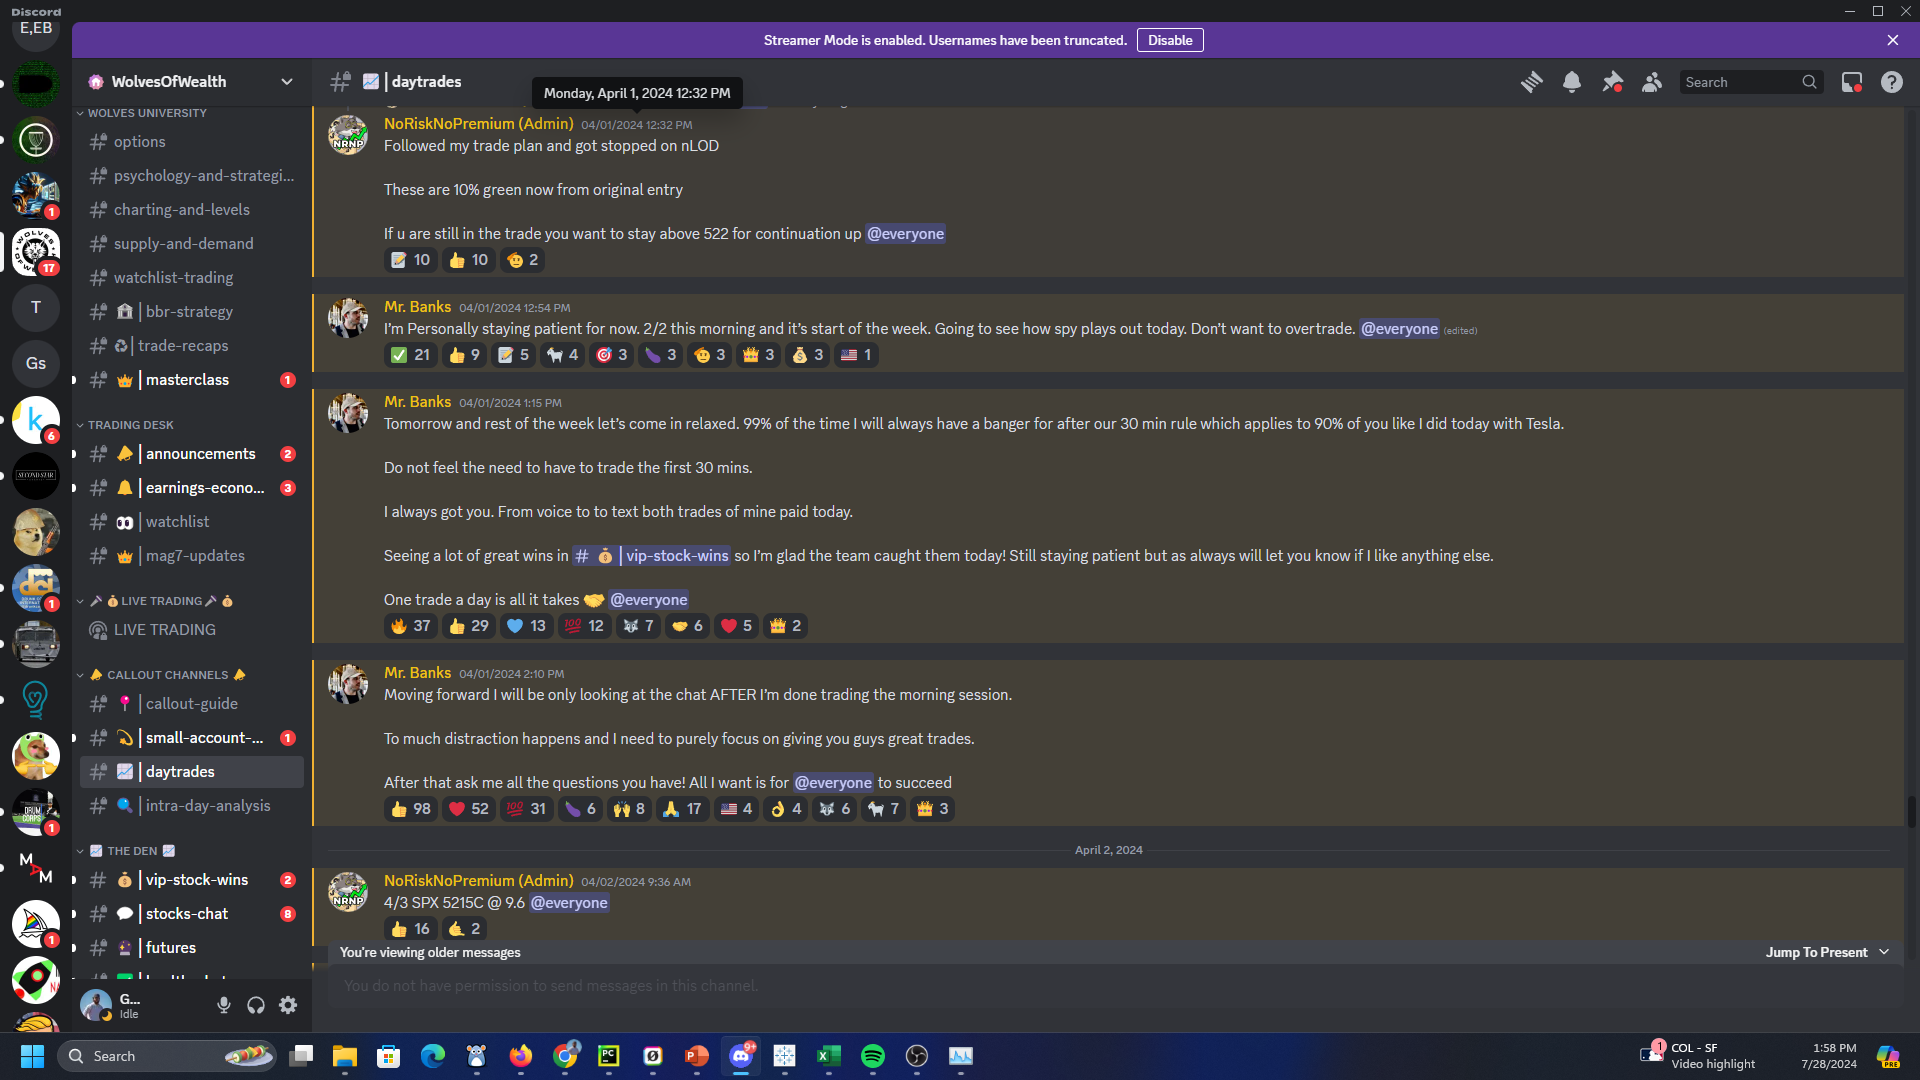 Discord
E,EB
Streamer Mode is enabled. Usernames have been truncated. Disable
WolvesOfWealth
daytrades
Monday, April 1, 2024 12:32 PM
Search
WOLVES UNIVERSITY
options
psychology-and-strategi...
charting-and-levels
supply-and-demand
watchlist-trading
bbr-strategy
trade-recaps
masterclass 1
TRADING DESK
announcements 2
earnings-econo... 3
watchlist
mag7-updates
LIVE TRADING
LIVE TRADING
CALLOUT CHANNELS
callout-guide
small-account-... 1
daytrades
intra-day-analysis
THE DEN
vip-stock-wins 2
stocks-chat 8
futures
1
17
T
Gs
k
6
SECOND STAR
dci
1
DRUM CORPS
1
M A M
1
G...
Idle
NoRiskNoPremium (Admin) 04/01/2024 12:32 PM
NRNP
Followed my trade plan and got stopped on nLOD
These are 10% green now from original entry
If u are still in the trade you want to stay above 522 for continuation up @everyone
10 10 2
Mr. Banks 04/01/2024 12:54 PM
I'm Personally staying patient for now. 2/2 this morning and it's start of the week. Going to see how spy plays out today. Don't want to overtrade. @everyone (edited)
21 9 5 4 3 3 3 3 3 1
Mr. Banks 04/01/2024 1:15 PM
Tomorrow and rest of the week let's come in relaxed. 99% of the time I will always have a banger for after our 30 min rule which applies to 90% of you like I did today with Tesla.
Do not feel the need to have to trade the first 30 mins.
I always got you. From voice to to text both trades of mine paid today.
Seeing a lot of great wins in # | vip-stock-wins so I'm glad the team caught them today! Still staying patient but as always will let you know if I like anything else.
One trade a day is all it takes @everyone
37 29 13 100 12 7 6 5 2
Mr. Banks 04/01/2024 2:10 PM
Moving forward I will be only looking at the chat AFTER I'm done trading the morning session.
To much distraction happens and I need to purely focus on giving you guys great trades.
After that ask me all the questions you have! All I want is for @everyone to succeed
98 52 100 31 6 8 17 4 4 6 7 3
April 2, 2024
NoRiskNoPremium (Admin) 04/02/2024 9:36 AM
NRNP
4/3 SPX 5215C @ 9.6 @everyone
16 2
You're viewing older messages Jump To Present
You do not have permission to send messages in this channel.
Search
PC
P
9+
X
1
COL - SF
Video highlight
1:58 PM
7/28/2024
PRE